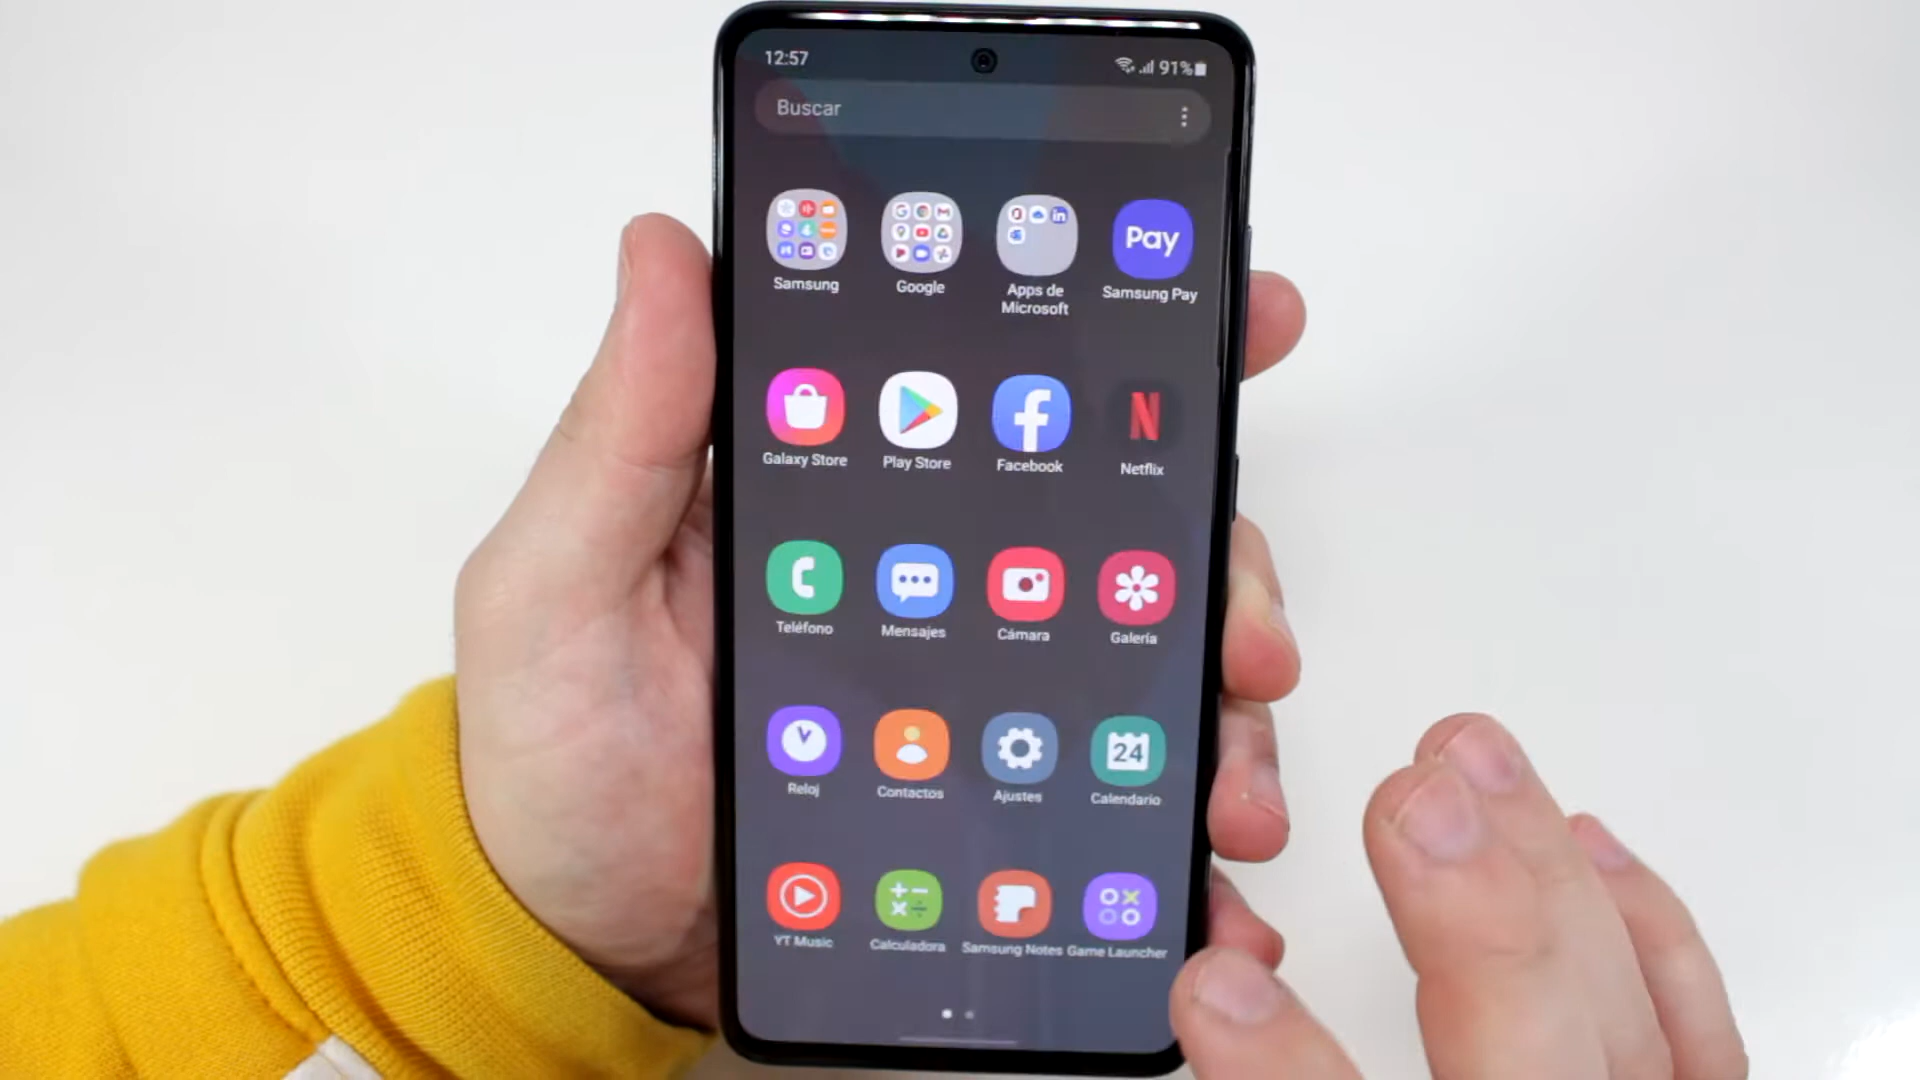 12:57
91%
Buscar
Pay
Samsung
Google
Apps de
Microsoft
Samsung Pay
Galaxy Store
Play Store
Facebook
Netflix
Teléfono
Mensajes
Cámara
Galería
24
Reloj
Contactos
Ajustes
Calendario
YT Music
Calculadora
Samsung Notes
Game Launcher